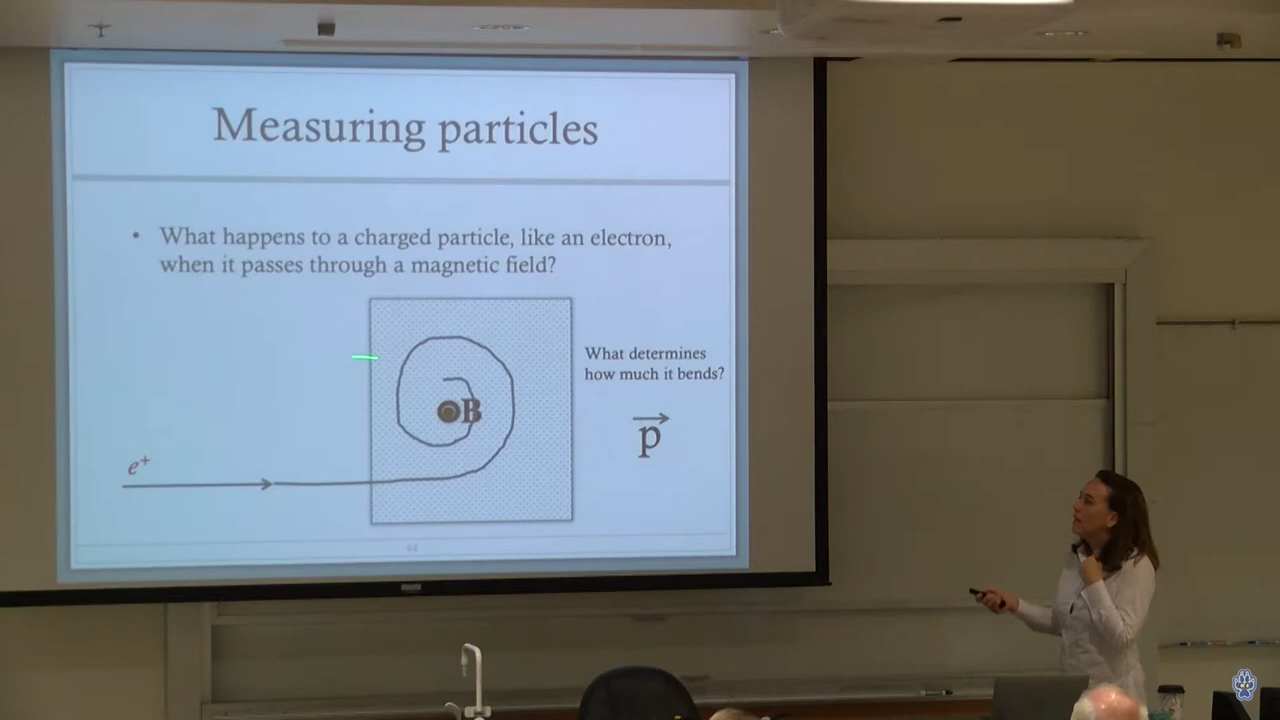 Measuring particles
• What happens to a charged particle, like an electron,
when it passes through a magnetic field?
What determines
how much it bends?
B
p
e+